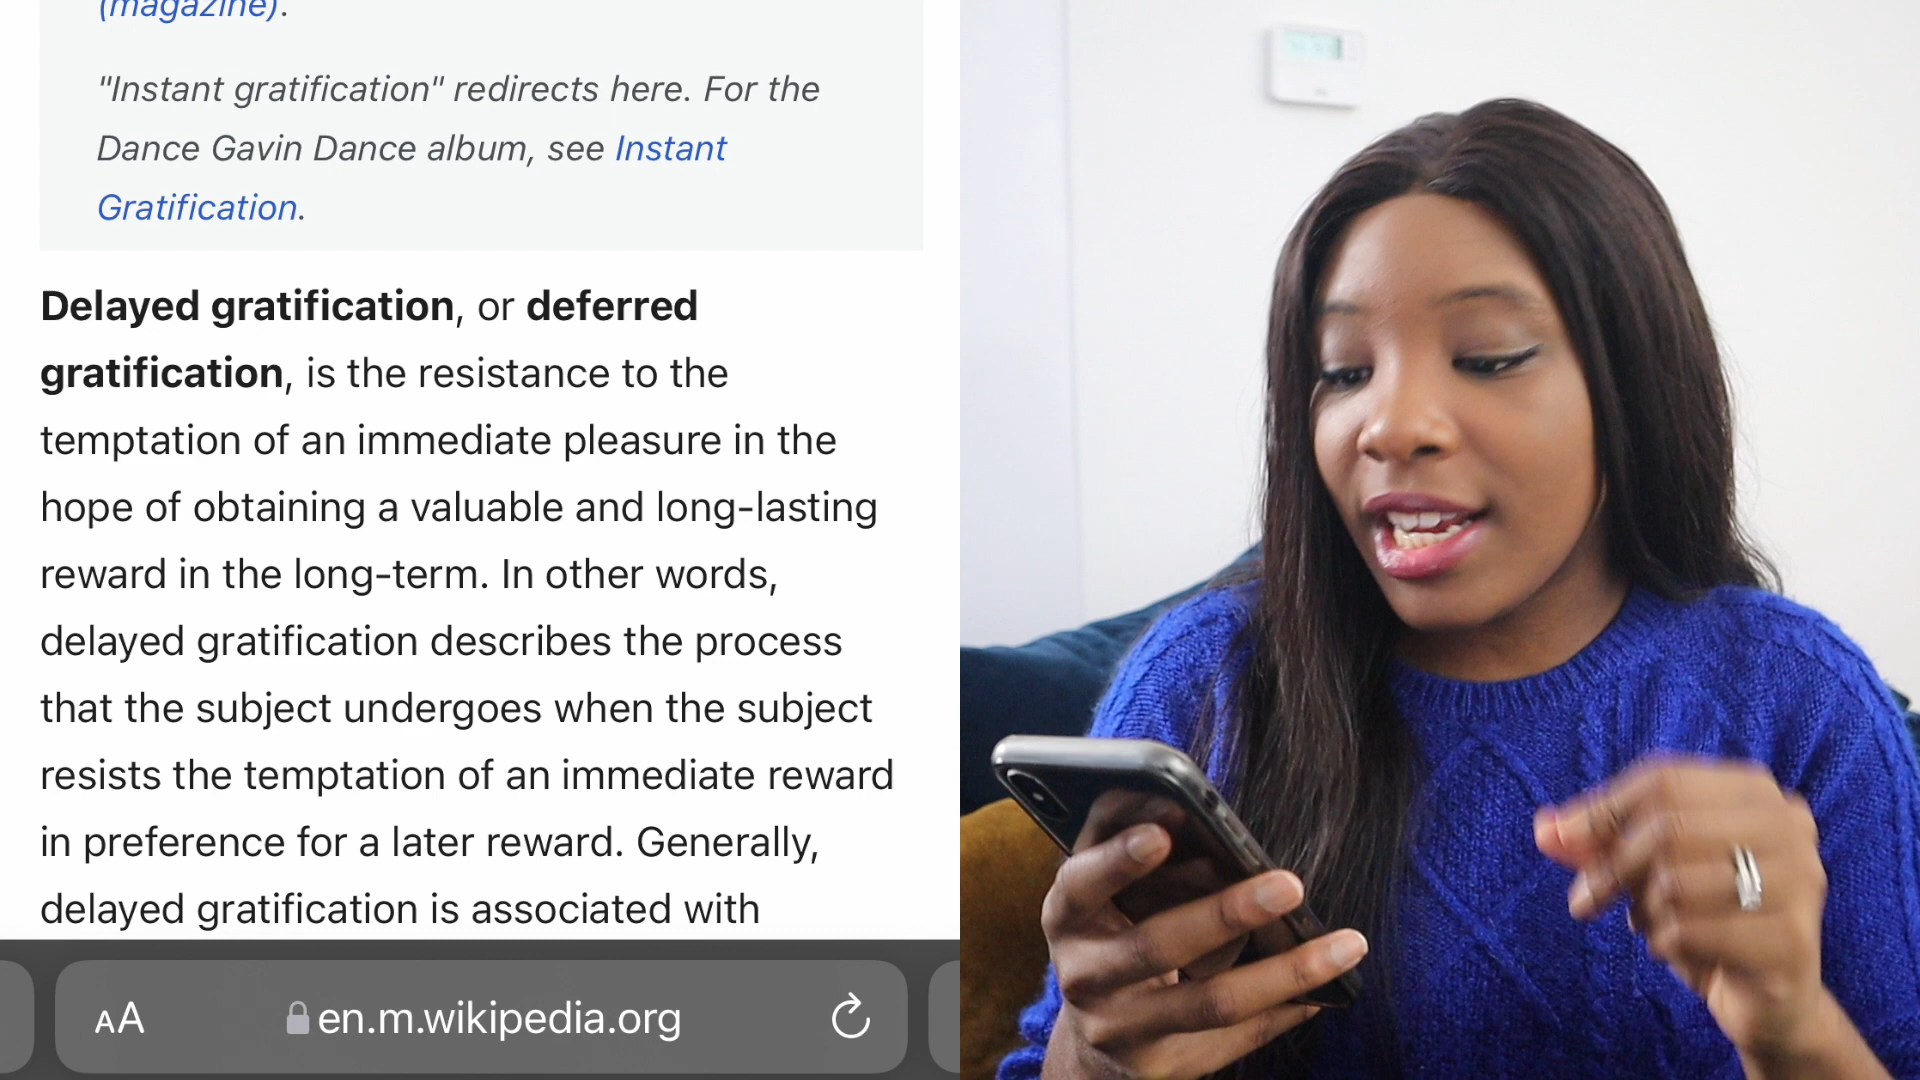 (magazine).
"Instant gratification" redirects here. For the
Dance Gavin Dance album, see Instant
Gratification.
Delayed gratification, or deferred
gratification, is the resistance to the
temptation of an immediate pleasure in the
hope of obtaining a valuable and long-lasting
reward in the long-term. In other words,
delayed gratification describes the process
that the subject undergoes when the subject
resists the temptation of an immediate reward
in preference for a later reward. Generally,
delayed gratification is associated with
AA en.m.wikipedia.org